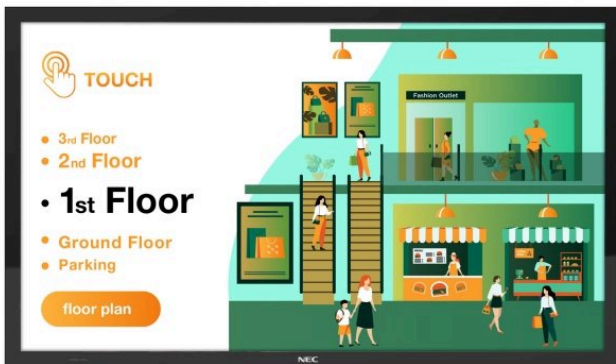 TOUCH
3rd Floor
2nd Floor
1st Floor
Ground Floor
Parking
floor plan
Fashion Outlet
NEC